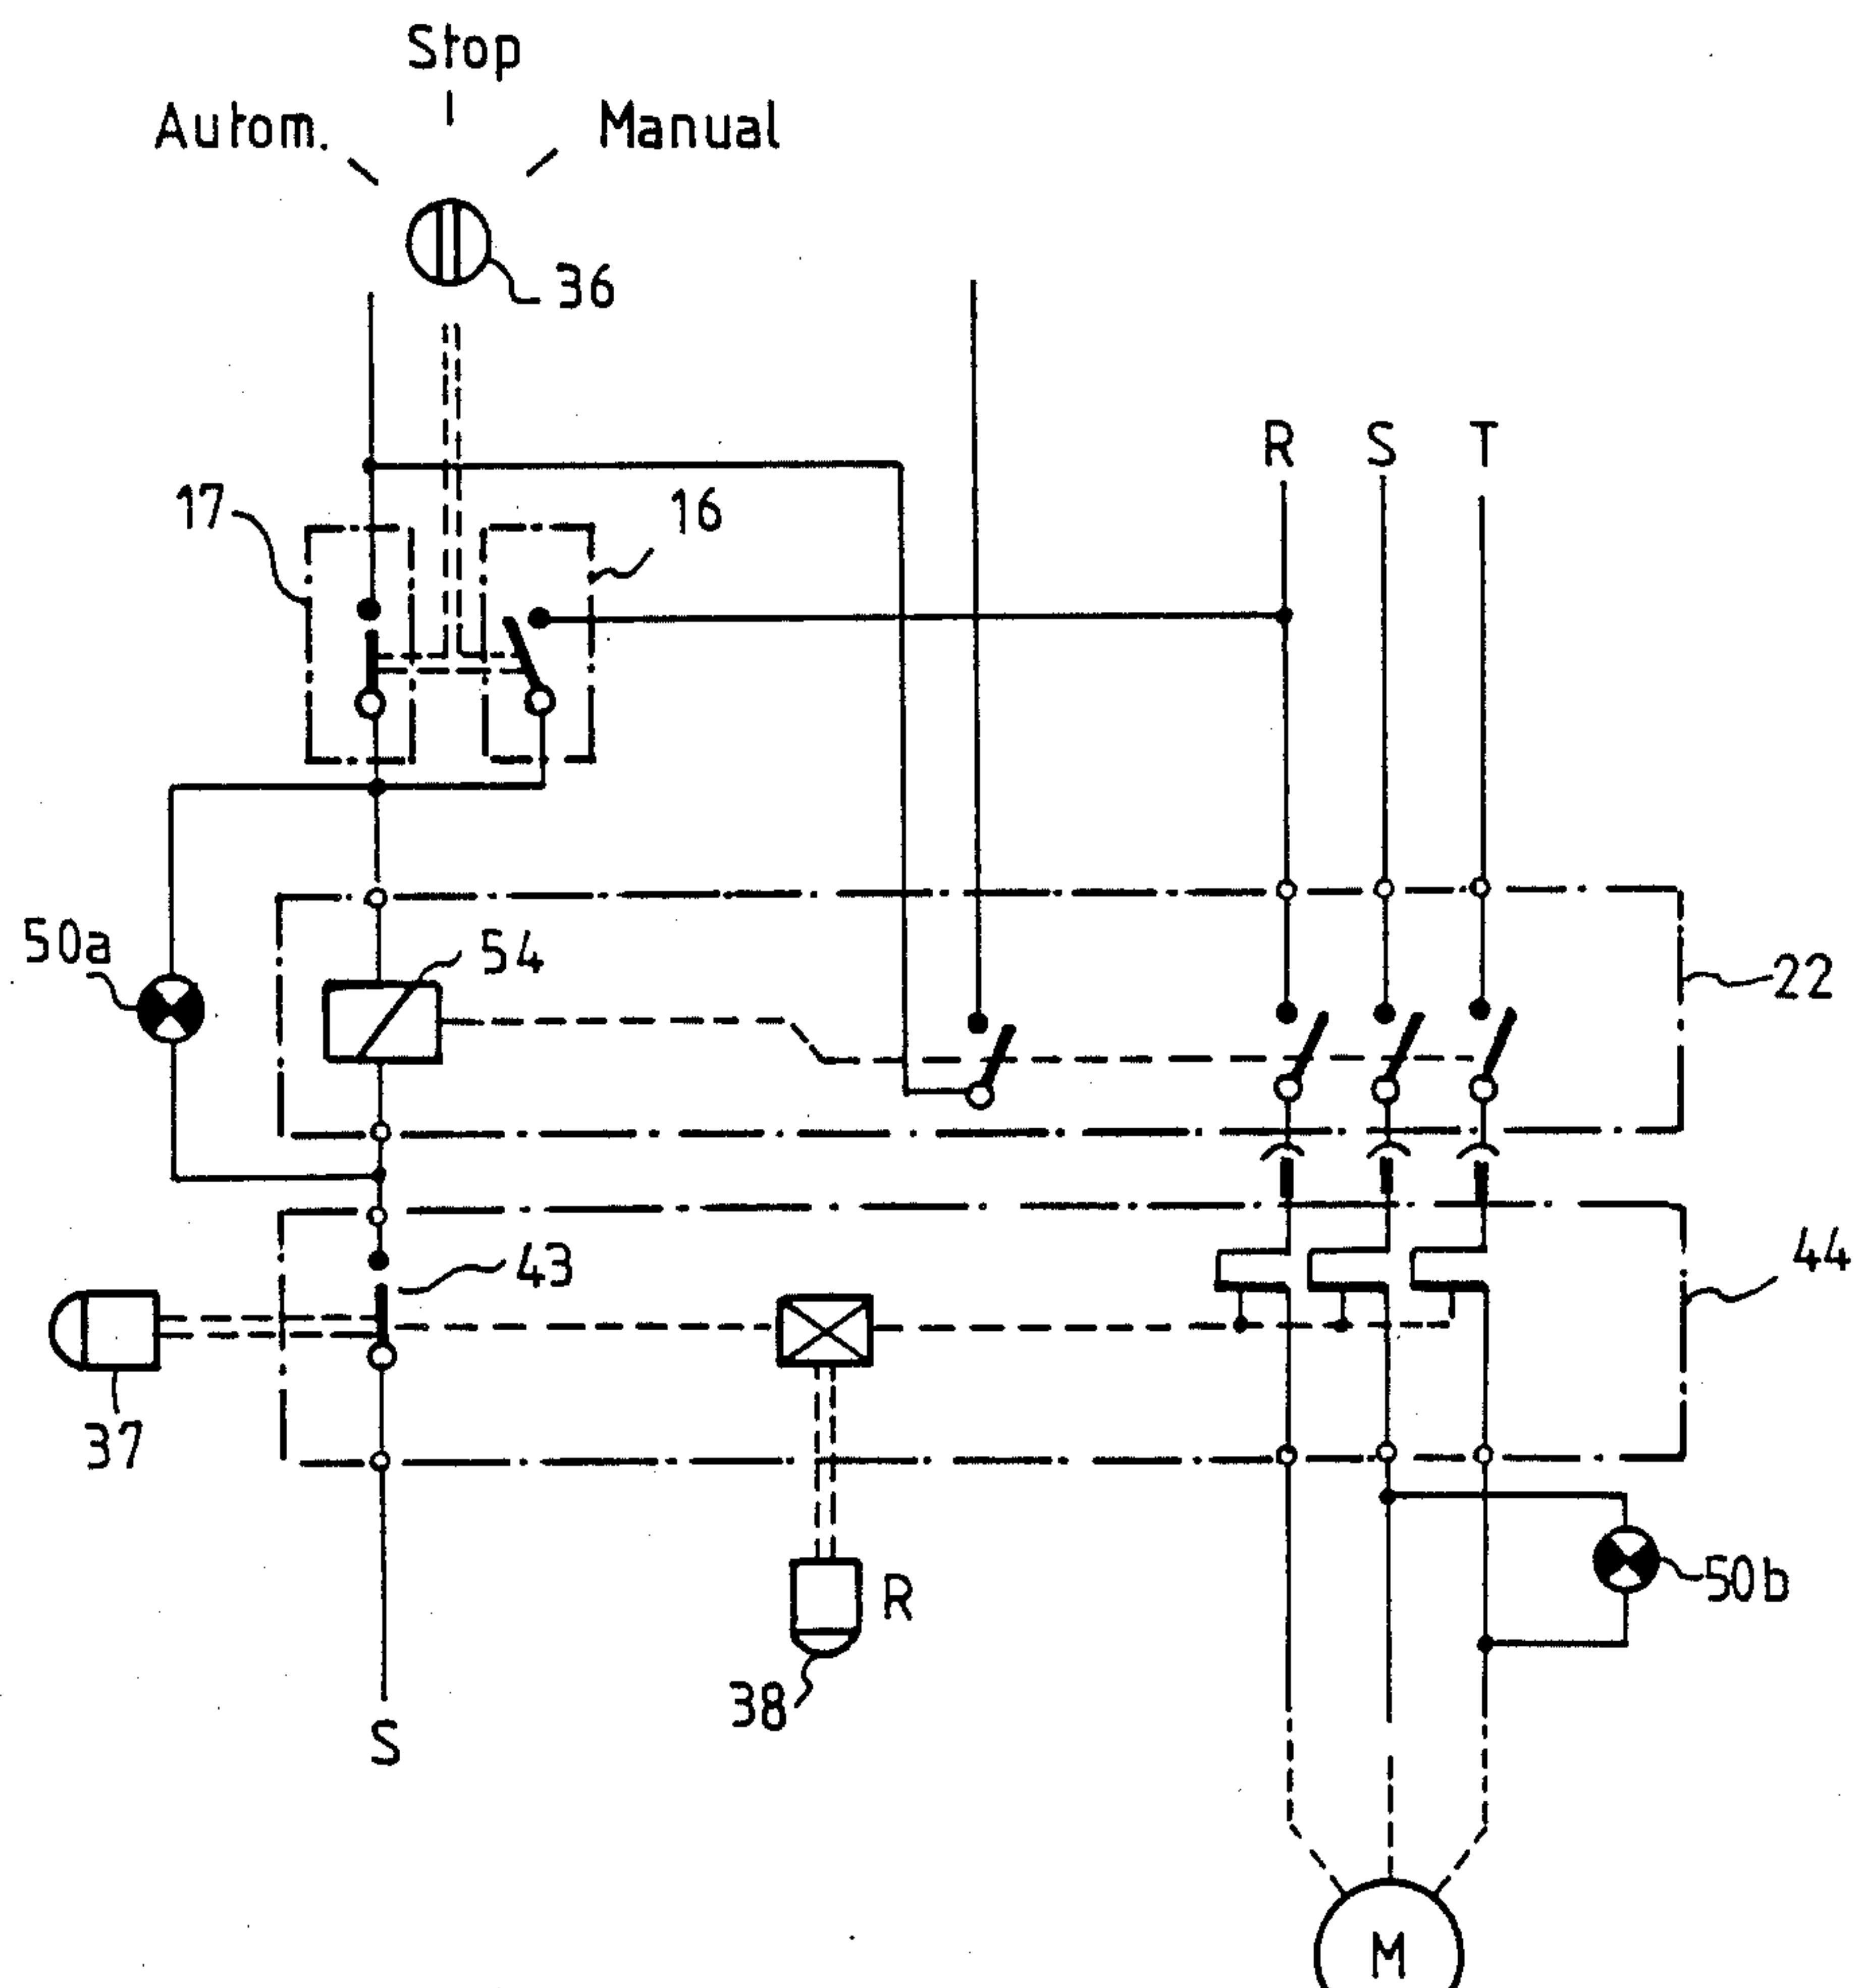 Stop
Autom.
Manual
36
R S T
17
16
50a
54
22
43
44
37
R
50b
38
S
M